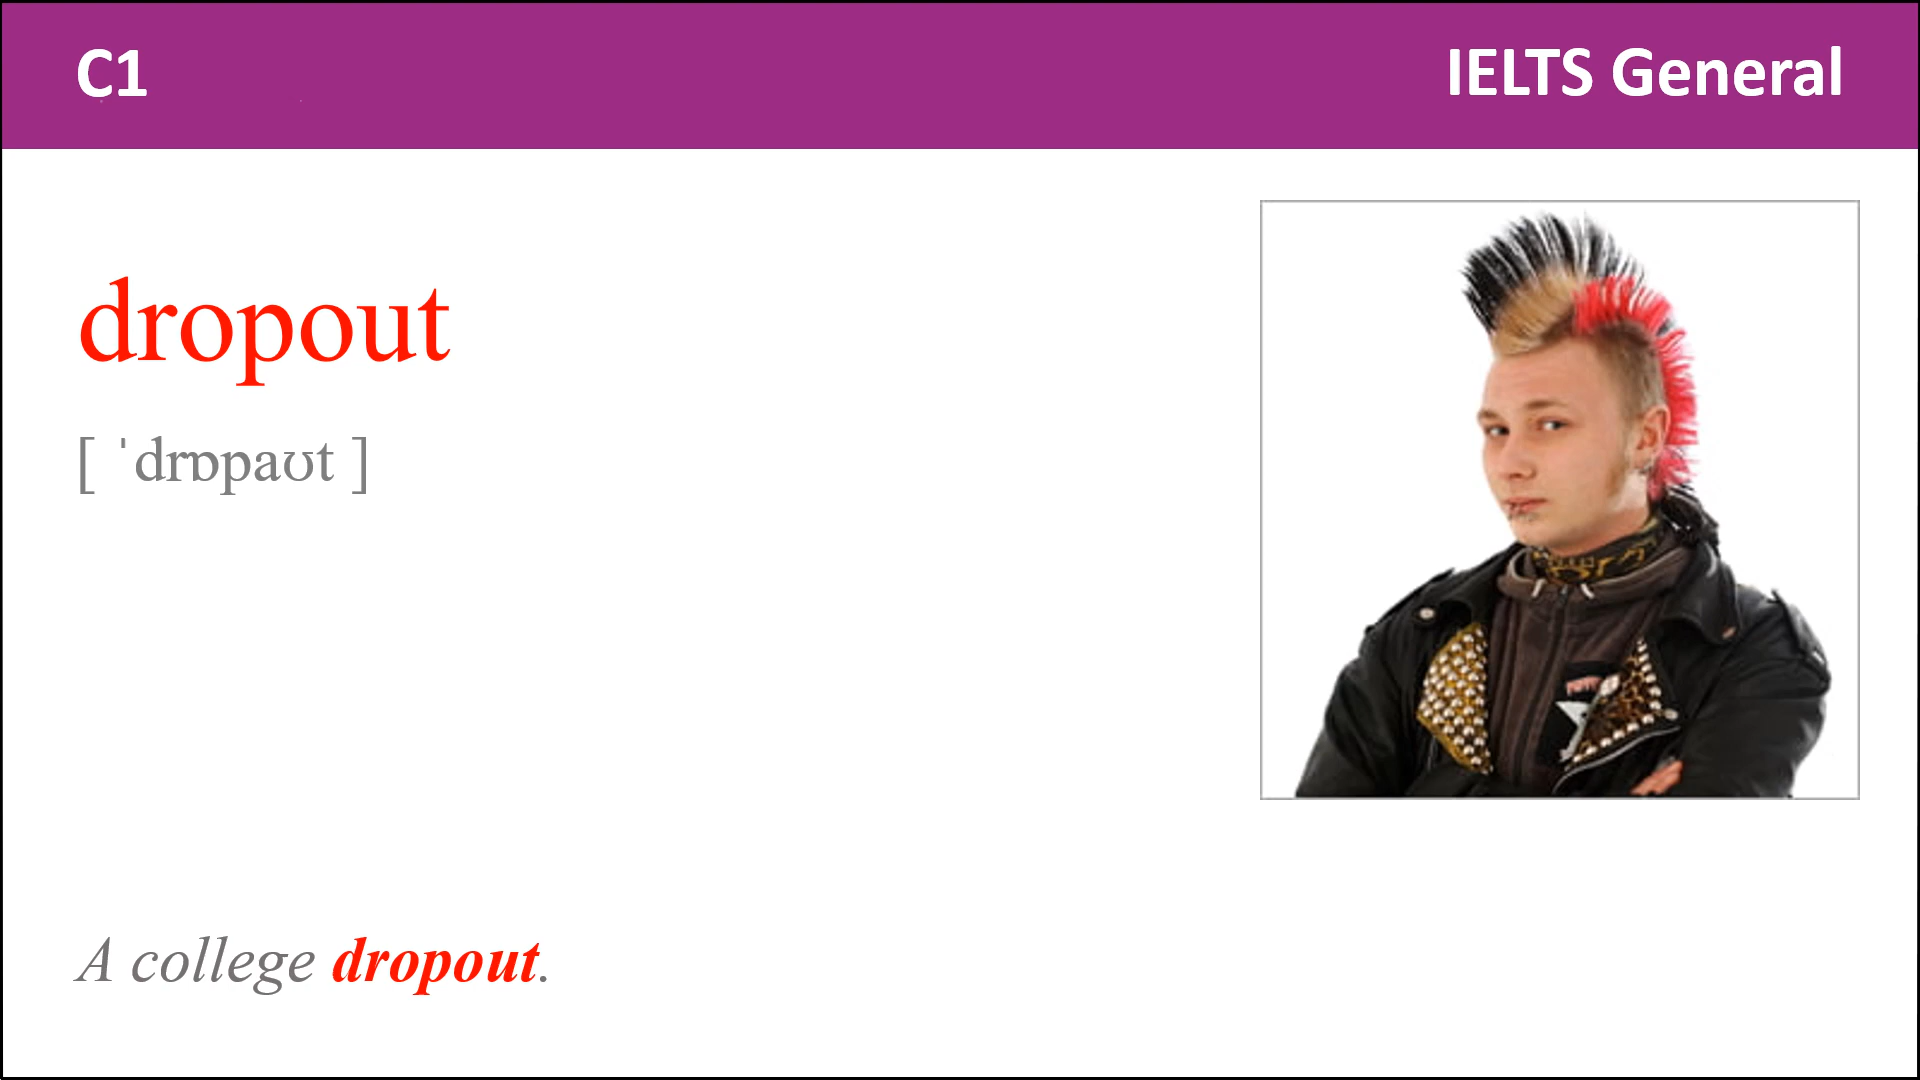 C1
IELTS General
dropout
[ ˈdrɒpaʊt ]
A college dropout.